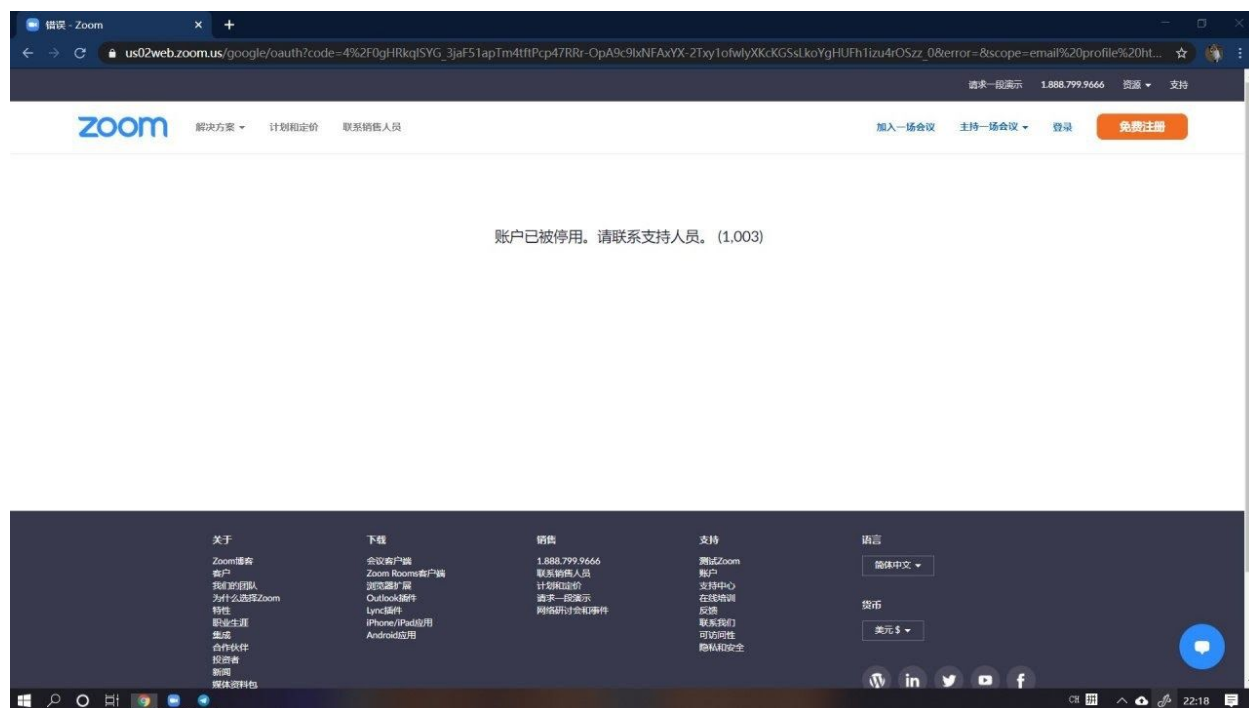 错误 - Zoom
us02web.zoom.us/google/oauth?code=4%2F0gHRkqISYG_3jaF51apTm4tftPcp47RRr-OpA9c9IxNFAxYX-2Txy1ofwIyXKcKGSsLkoYgHUFh1izu4rOSzz_0&error=&scope=email%20profile%20ht...
请求一段演示 1.888.799.9666 资源 支持
zoom 解决方案 计划和定价 联系销售人员 加入一场会议 主持一场会议 登录 免费注册
账户已被停用。请联系支持人员。 (1,003)
关于
Zoom博客
客户
我们的团队
为什么选择Zoom
特性
职业生涯
集成
合作伙伴
投资者
新闻
媒体资料包
下载
会议客户端
Zoom Rooms客户端
浏览器扩展
Outlook插件
Lync插件
iPhone/iPad应用
Android应用
销售
1.888.799.9666
联系销售人员
计划和定价
请求一段演示
网络研讨会和事件
支持
测试Zoom
账户
支持中心
在线培训
反馈
联系我们
可访问性
隐私和安全
语言
简体中文
货币
美元 $
in f
CH 拼 22:18